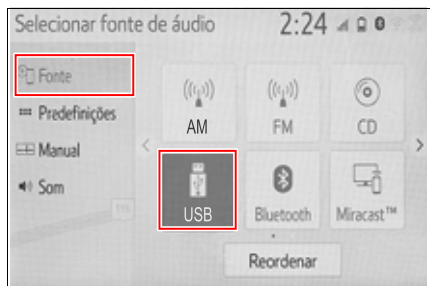 Selecionar fonte de áudio 2:24
Fonte
Predefinições
Manual
Som
AM FM CD
USB Bluetooth Miracast™
Reordenar